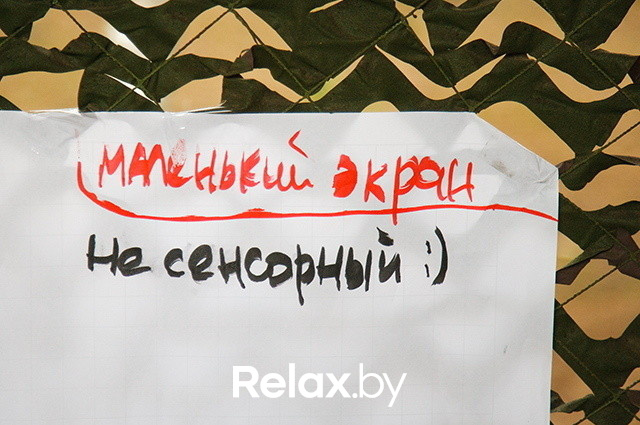 маленький экран
не сенсорный :)
Relax.by